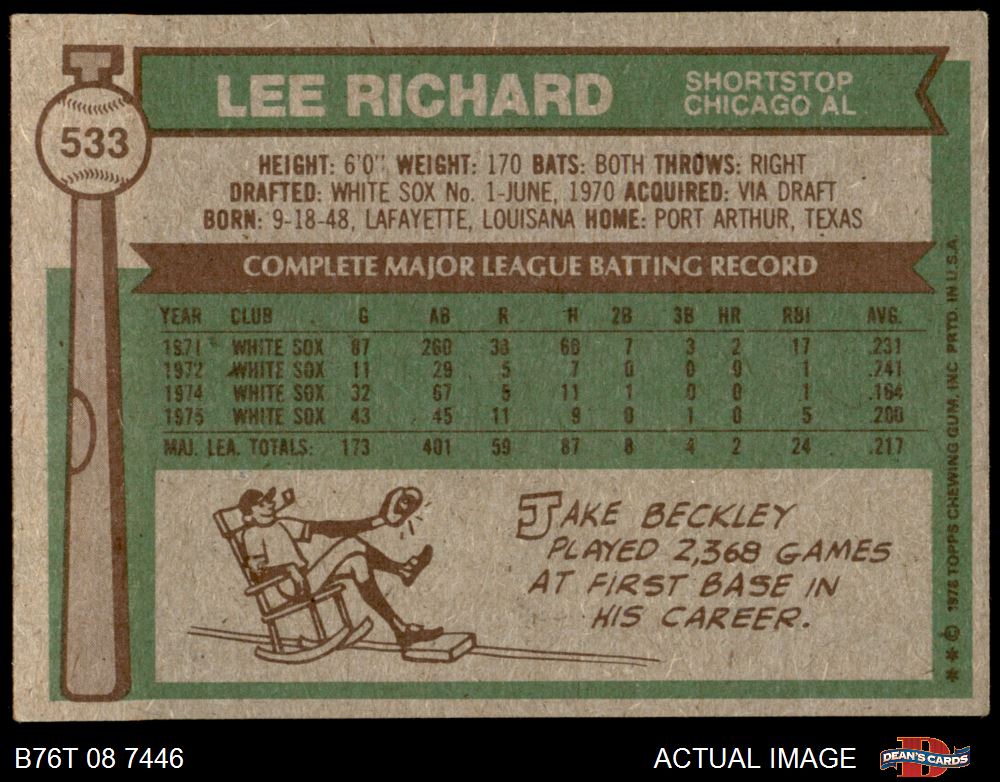 533
LEE RICHARD
SHORTSTOP
CHICAGO AL
HEIGHT: 6'0" WEIGHT: 170 BATS: BOTH THROWS: RIGHT
DRAFTED: WHITE SOX No. 1-JUNE, 1970 ACQUIRED: VIA DRAFT
BORN: 9-18-48, LAFAYETTE, LOUISANA HOME: PORT ARTHUR, TEXAS
COMPLETE MAJOR LEAGUE BATTING RECORD
YEAR CLUB G AB R H 2B 3B HR RBI AVG.
1971 WHITE SOX 87 260 38 60 7 3 2 17 .231
1972 WHITE SOX 11 29 5 7 0 0 0 1 .241
1974 WHITE SOX 32 67 5 11 1 0 0 1 .164
1975 WHITE SOX 43 45 11 9 0 1 0 5 .200
MAJ. LEA. TOTALS: 173 401 59 87 8 4 2 24 .217
JAKE BECKLEY
PLAYED 2,368 GAMES
AT FIRST BASE IN
HIS CAREER.
** © 1976 TOPPS CHEWING GUM, INC PRTD. IN U.S.A.
B76T 08 7446
ACTUAL IMAGE
D
DEAN'S CARDS